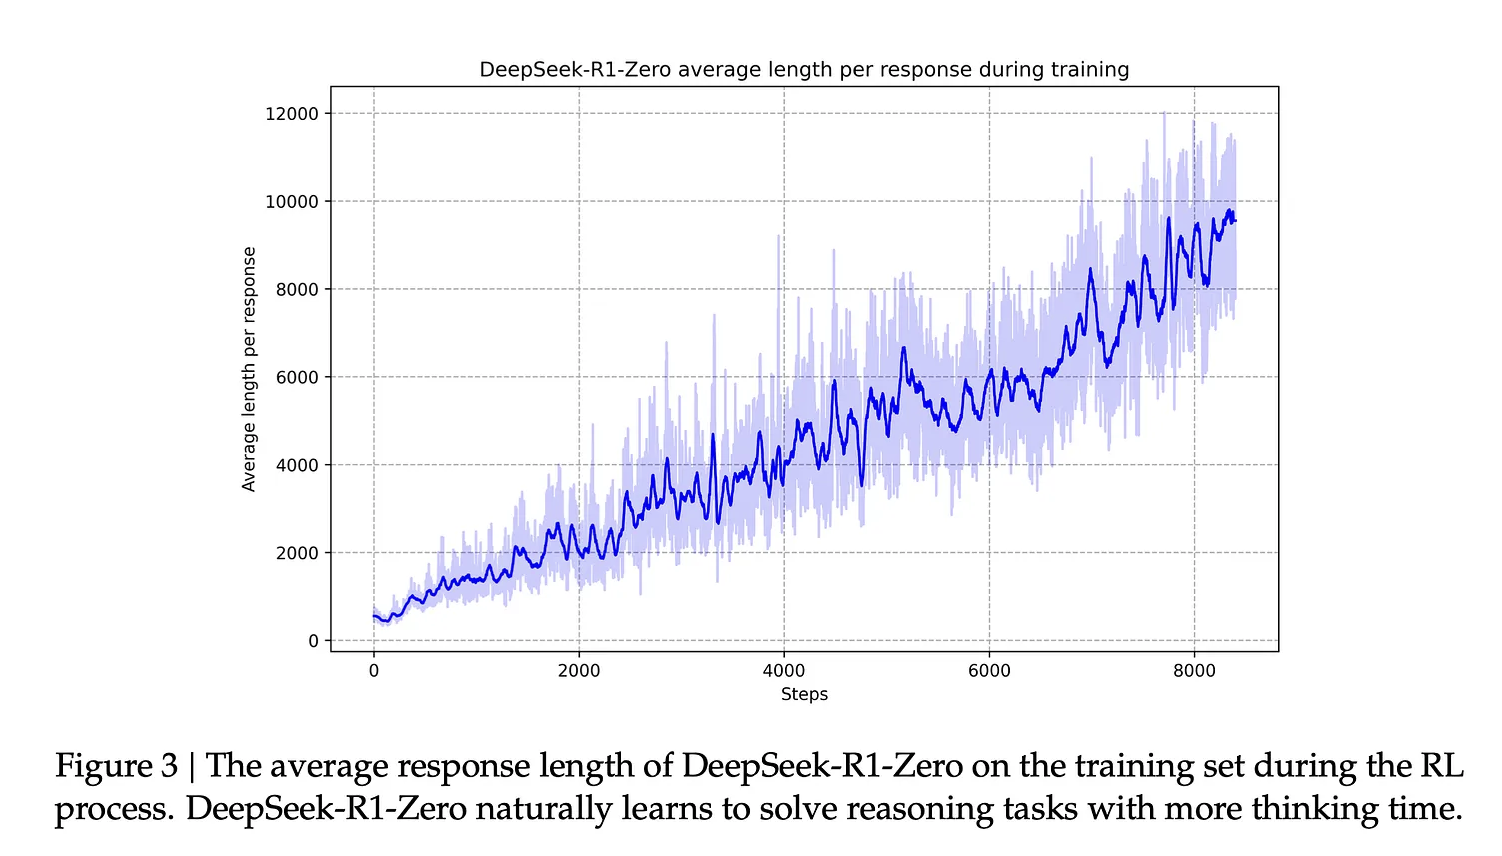 DeepSeek-R1-Zero average length per response during training
12000
10000
8000
6000
4000
2000
0
Average length per response
0 2000 4000 6000 8000
Steps
Figure 3 | The average response length of DeepSeek-R1-Zero on the training set during the RL
process. DeepSeek-R1-Zero naturally learns to solve reasoning tasks with more thinking time.